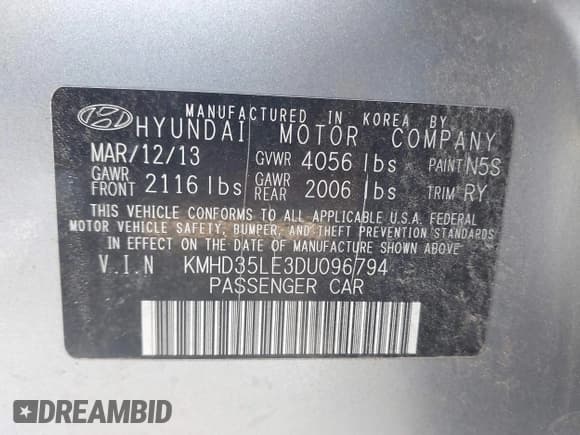 MANUFACTURED IN KOREA BY
HYUNDAI MOTOR COMPANY
MAR/12/13 GVWR 4056 lbs PAINT N5S
GAWR FRONT 2116 lbs GAWR REAR 2006 lbs TRIM RY
THIS VEHICLE CONFORMS TO ALL APPLICABLE U.S.A. FEDERAL
MOTOR VEHICLE SAFETY, BUMPER, AND THEFT PREVENTION STANDARDS
IN EFFECT ON THE DATE OF MANUFACTURE SHOWN ABOVE.
V.I.N KMHD35LE3DU096794
PASSENGER CAR
DREAMBID